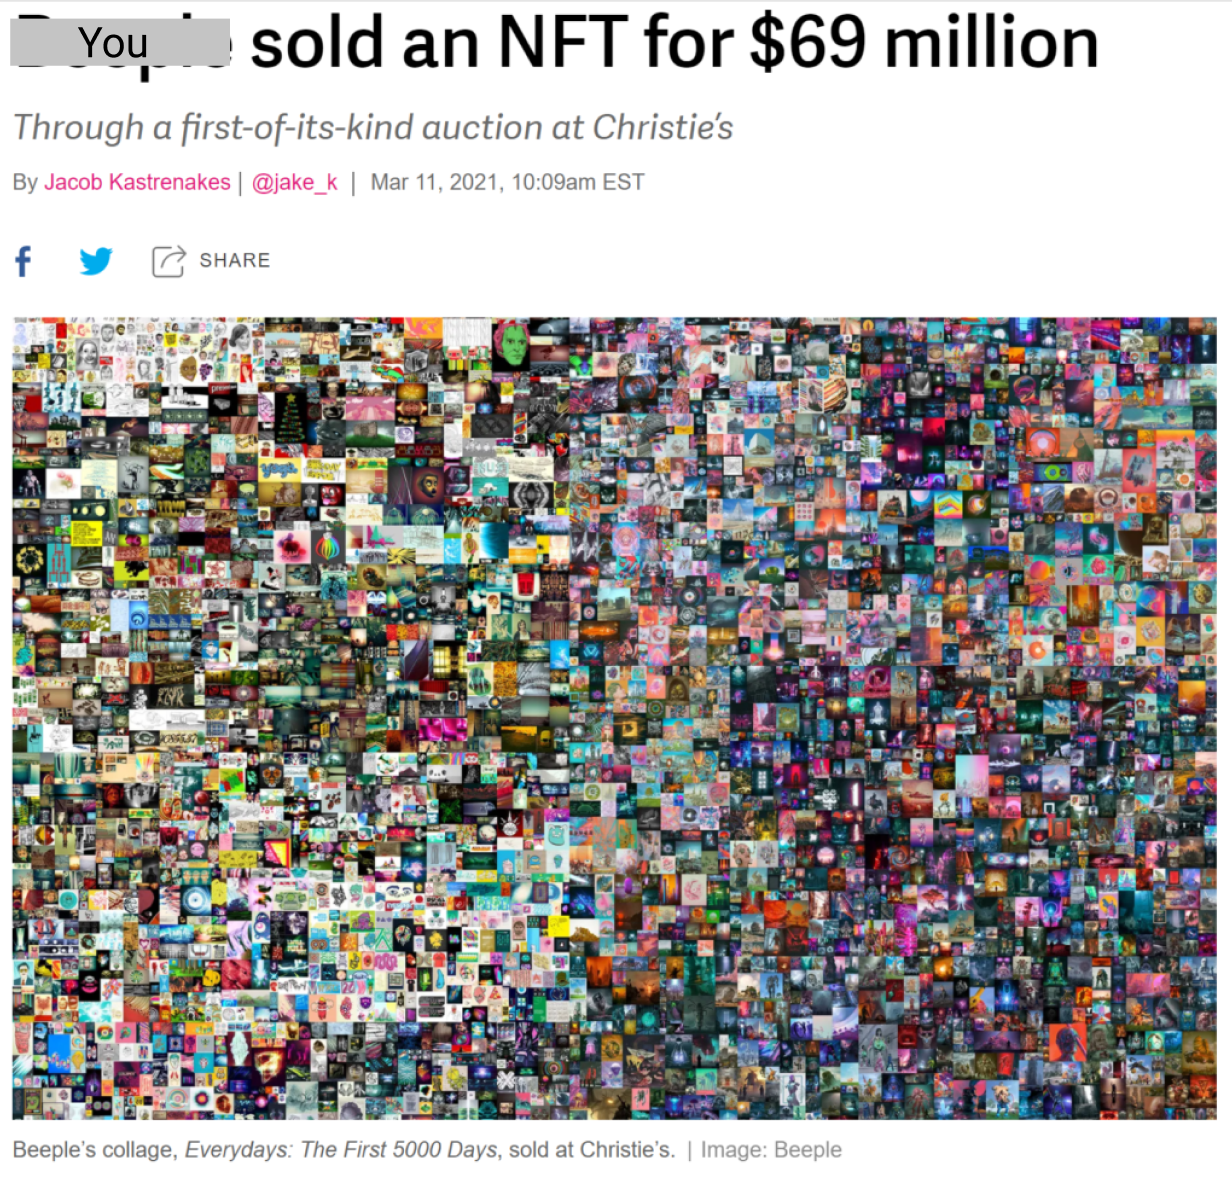 You sold an NFT for $69 million
Through a first-of-its-kind auction at Christie's
By Jacob Kastrenakes | @jake_k | Mar 11, 2021, 10:09am EST
SHARE
Beeple's collage, Everydays: The First 5000 Days, sold at Christie's. | Image: Beeple